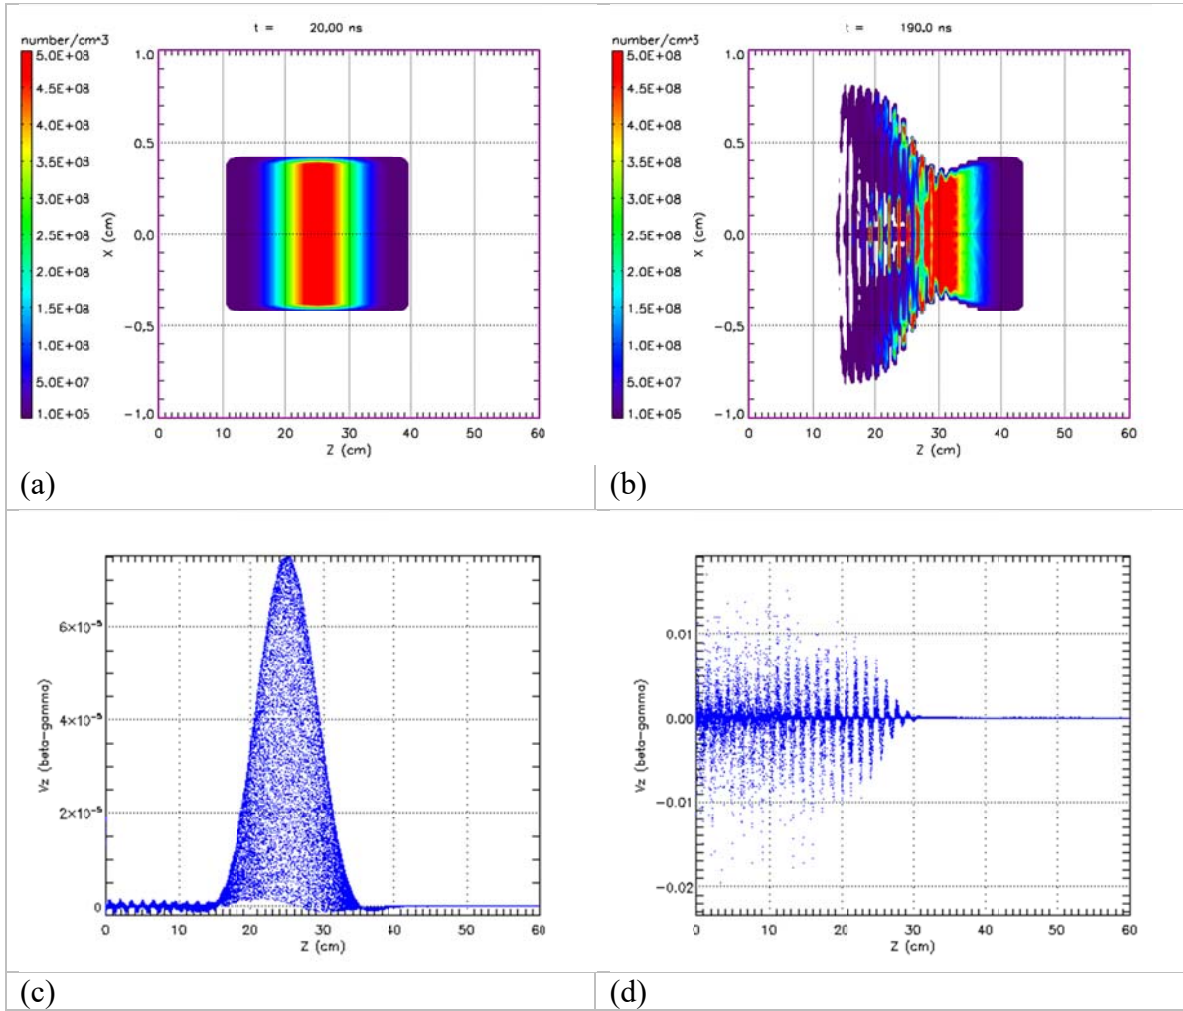 t = 20.00 ns
number/cm^3
5.0E+08
4.5E+08
4.0E+08
3.5E+08
3.0E+08
2.5E+08
2.0E+08
1.5E+08
1.0E+08
5.0E+07
1.0E+05
1.0
0.5
0.0
-0.5
-1.0
X (cm)
0 10 20 30 40 50 60
Z (cm)
(a)
t = 190.0 ns
number/cm^3
5.0E+08
4.5E+08
4.0E+08
3.5E+08
3.0E+08
2.5E+08
2.0E+08
1.5E+08
1.0E+08
5.0E+07
1.0E+05
1.0
0.5
0.0
-0.5
-1.0
X (cm)
0 10 20 30 40 50 60
Z (cm)
(b)
6×10^-5
4×10^-5
2×10^-5
0
Vz (beta-gamma)
0 10 20 30 40 50 60
Z (cm)
(c)
0.01
0.00
-0.01
-0.02
Vz (beta-gamma)
0 10 20 30 40 50 60
Z (cm)
(d)